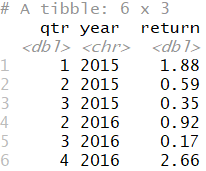 # A tibble: 6 x 3
qtr year return
<dbl> <chr> <dbl>
1 1 2015 1.88
2 2 2015 0.59
3 3 2015 0.35
4 2 2016 0.92
5 3 2016 0.17
6 4 2016 2.66